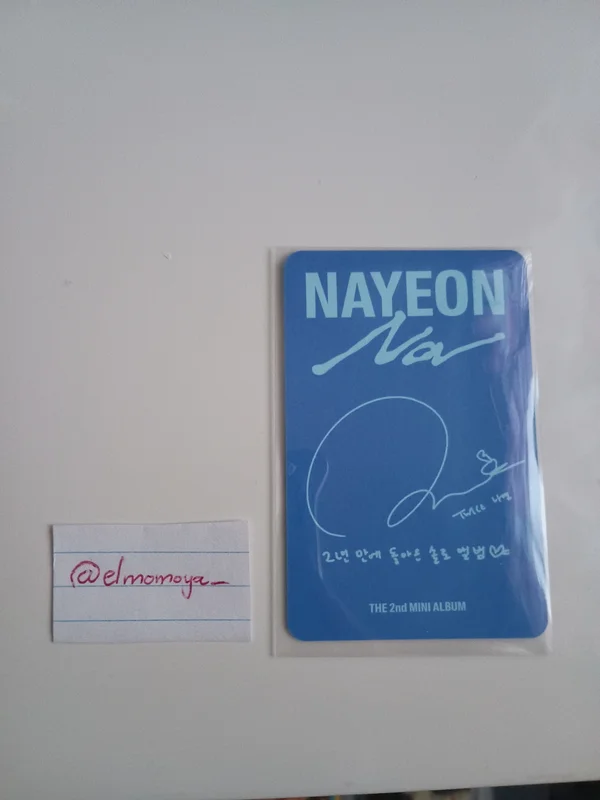 NAYEON
Na
TWICE 나연
2년 만에 돌아온 솔로 앨범♡
THE 2nd MINI ALBUM
@elmomoya_